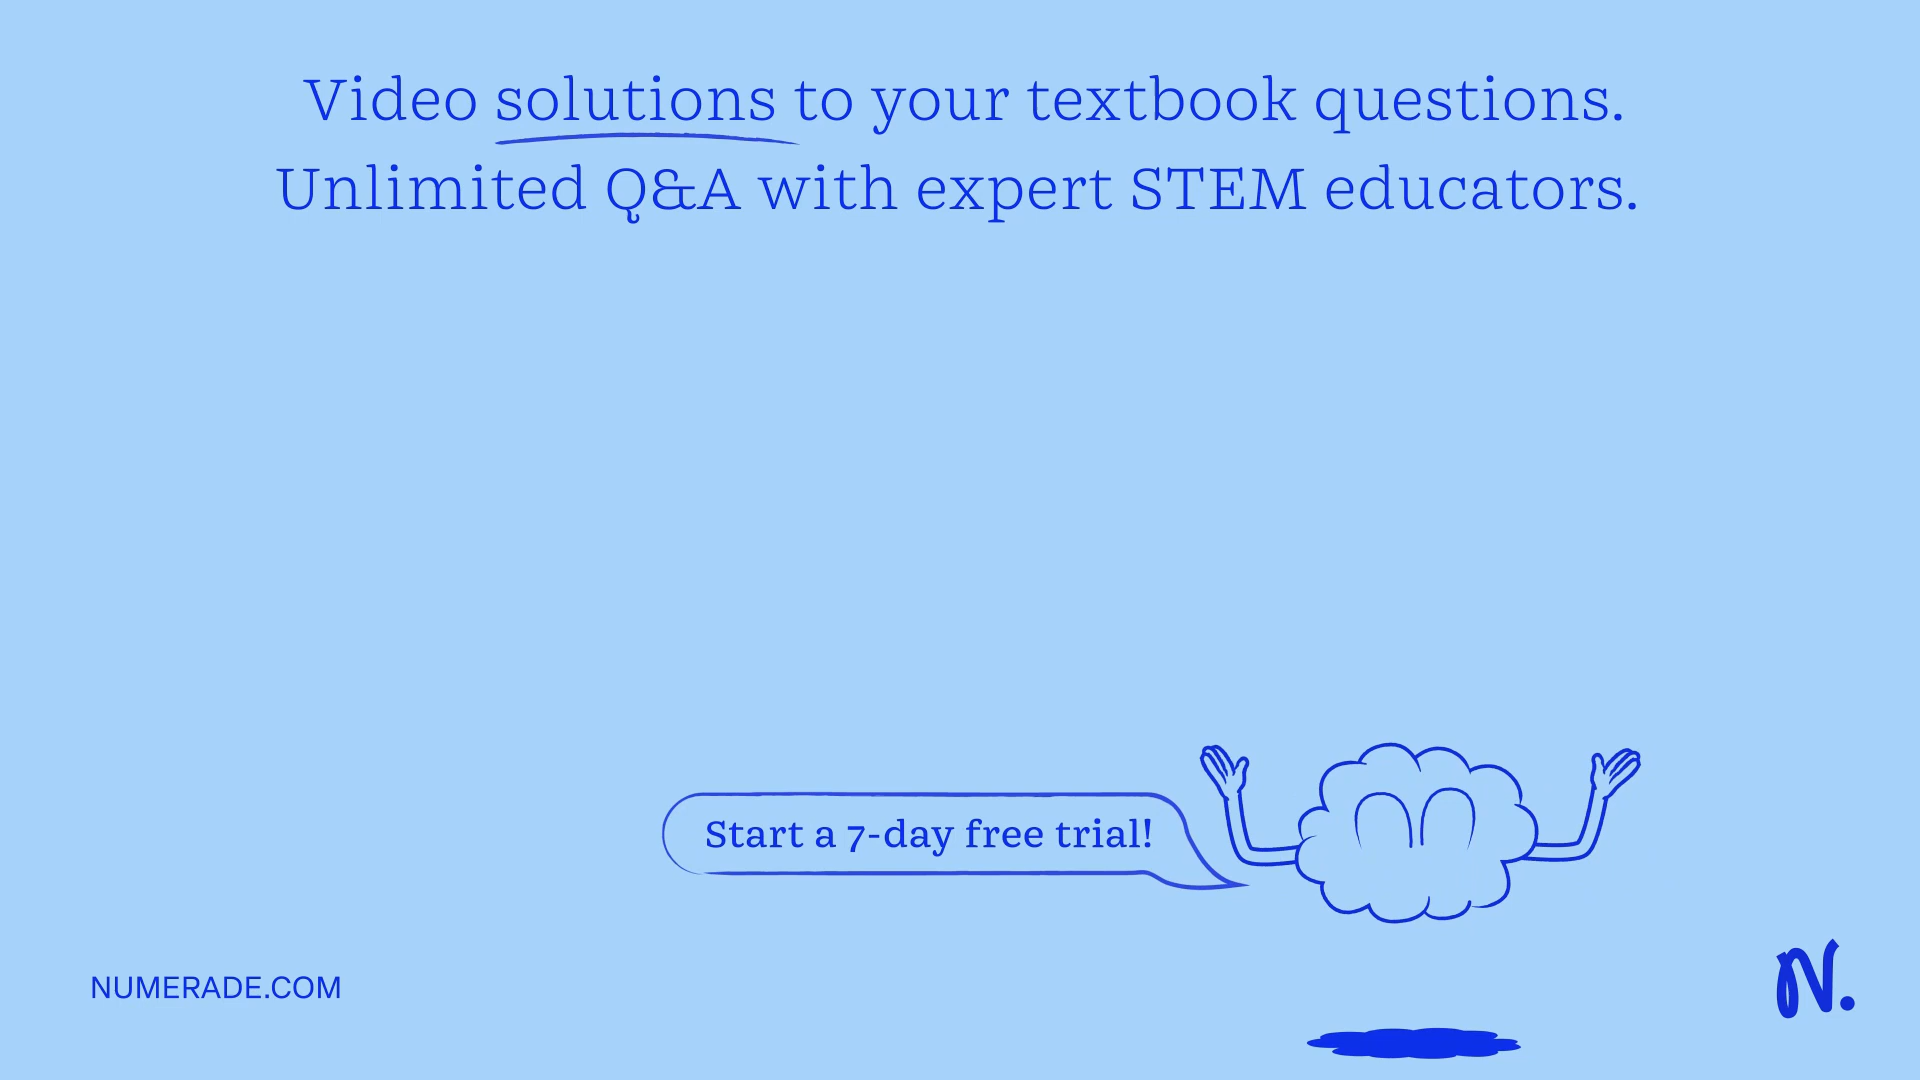 Video solutions to your textbook questions.
Unlimited Q&A with expert STEM educators.
Start a 7-day free trial!
NUMERADE.COM
N.